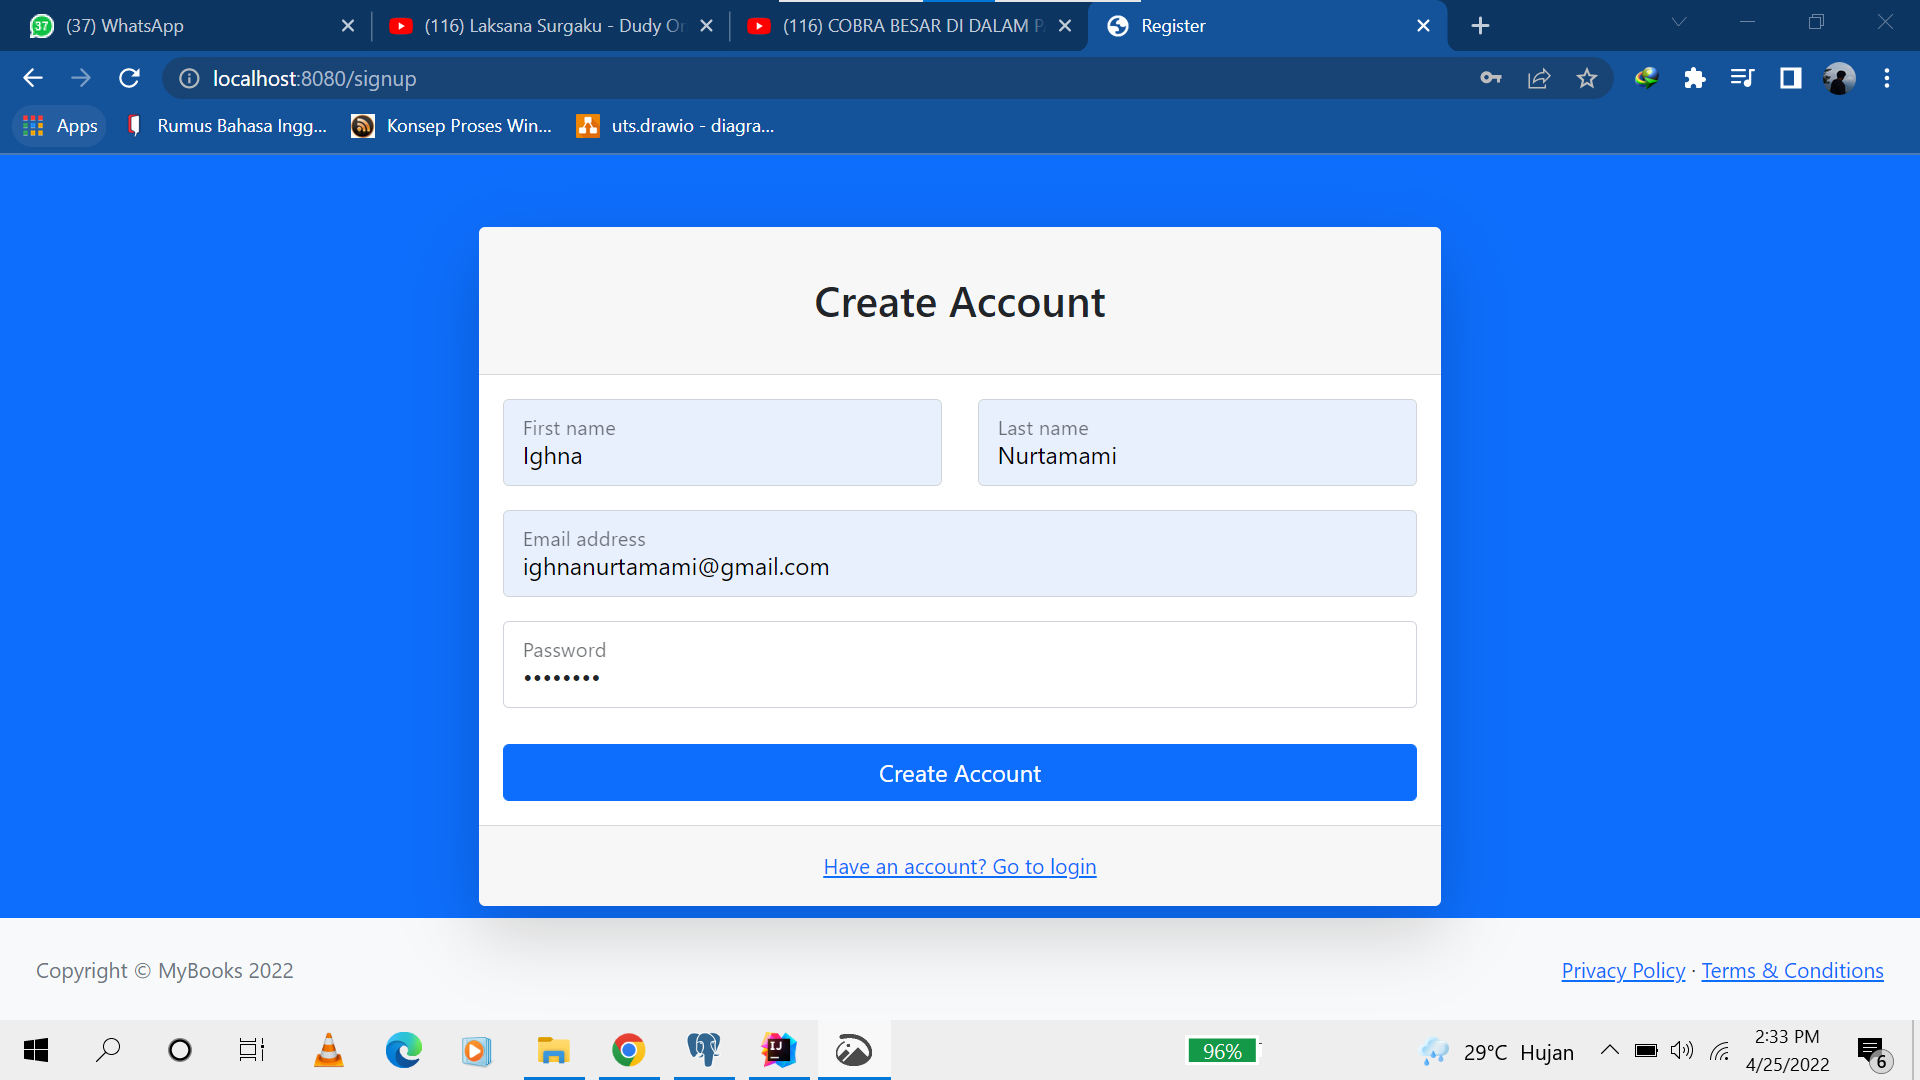 37
(37) WhatsApp
(116) Laksana Surgaku - Dudy Or
(116) COBRA BESAR DI DALAM PA
Register
localhost:8080/signup
Apps
Rumus Bahasa Ingg...
Konsep Proses Win...
uts.drawio - diagra...
Create Account
First name
Last name
Ighna
Nurtamami
Email address
ighnanurtamami@gmail.com
Password
Create Account
Have an account? Go to login
Copyright © MyBooks 2022
Privacy Policy · Terms & Conditions
IJ
96%
29°C Hujan
2:33 PM
4/25/2022
6